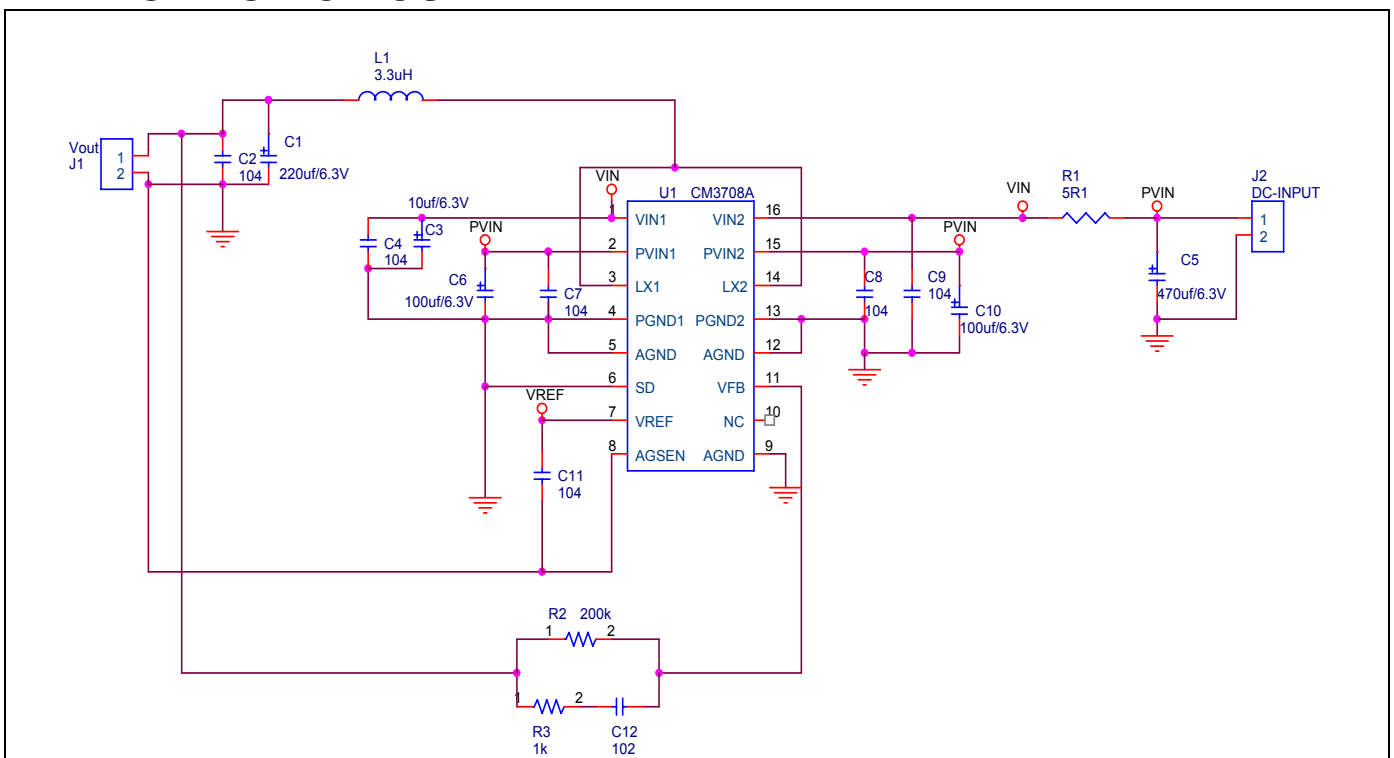 L1
3.3uH
Vout
J1
1
2
C2
104
C1
220uf/6.3V
VIN
U1 CM3708A
10uf/6.3V
C4
104
C3
PVIN
C6
100uf/6.3V
C7
104
1
2
3
4
5
6
7
8
VIN1
PVIN1
LX1
PGND1
AGND
SD
VREF
AGSEN
VIN2
PVIN2
LX2
PGND2
AGND
VFB
NC
AGND
16
15
14
13
12
11
10
9
VREF
C11
104
C8
104
C9
104
PVIN
C10
100uf/6.3V
VIN
R1
5R1
PVIN
C5
470uf/6.3V
J2
DC-INPUT
1
2
R2 200k
1 2
1 2
R3
1k
C12
102